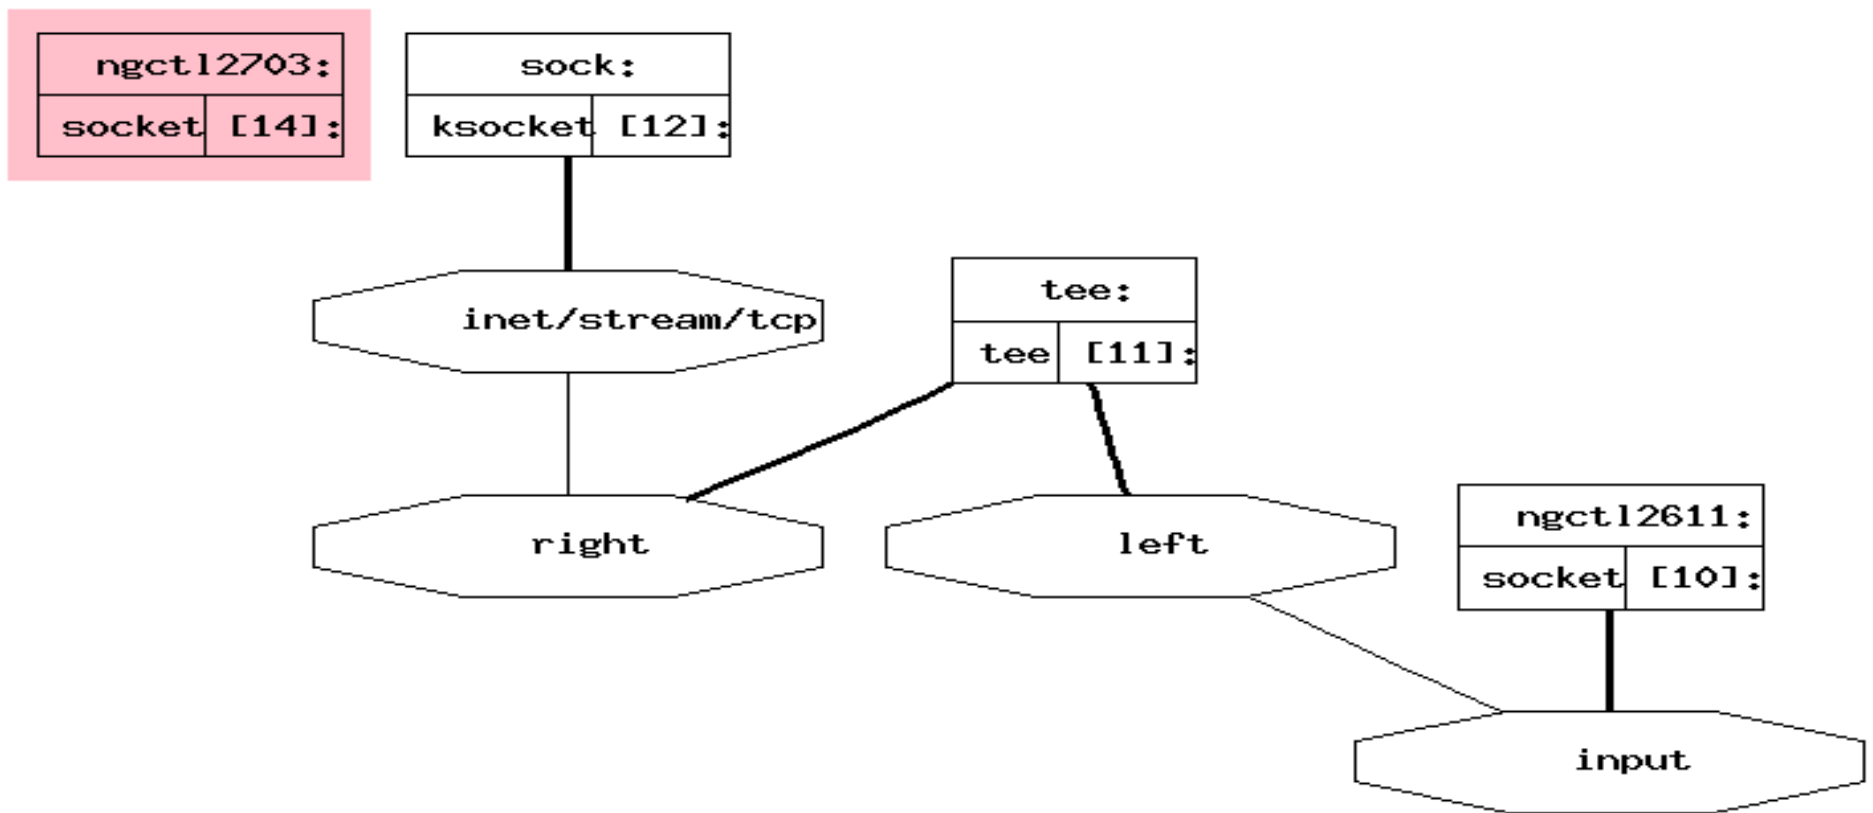 ngctl2703:
socket [14]:
sock:
ksocket [12]:
inet/stream/tcp
tee:
tee [11]:
right
left
ngctl2611:
socket [10]:
input